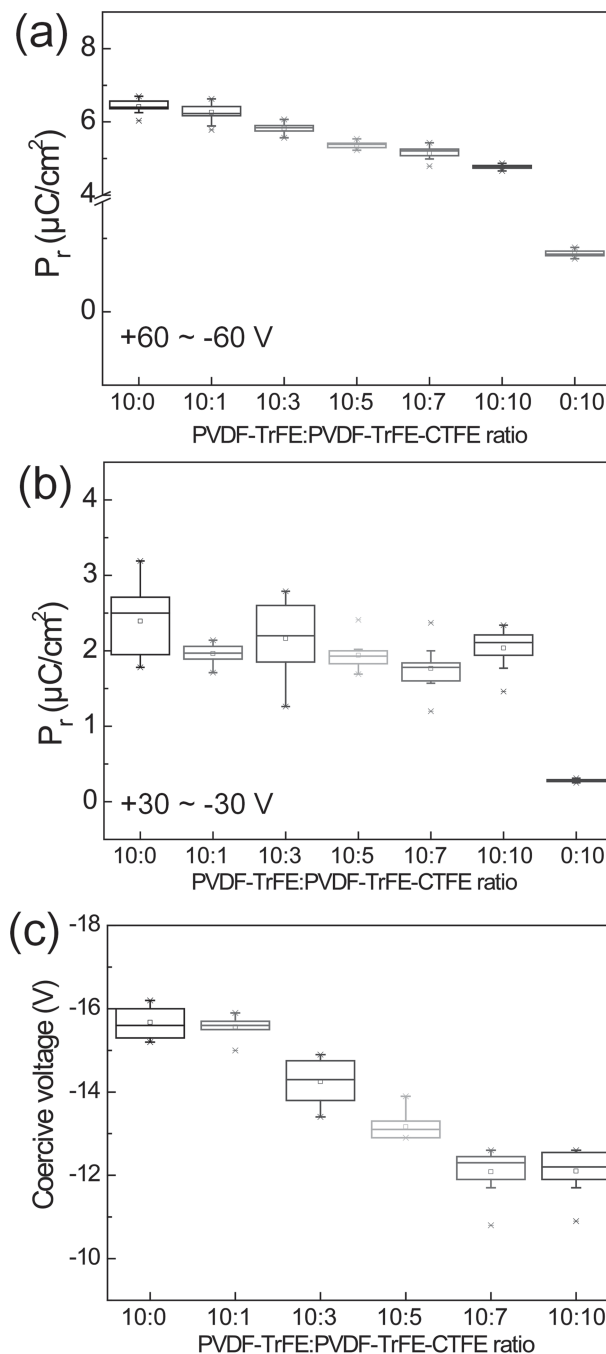 (a)
8
6
4
0
P_r (μC/cm²)
+60 ~ -60 V
10:0 10:1 10:3 10:5 10:7 10:10 0:10
PVDF-TrFE:PVDF-TrFE-CTFE ratio
(b)
4
3
2
1
0
P_r (μC/cm²)
+30 ~ -30 V
10:0 10:1 10:3 10:5 10:7 10:10 0:10
PVDF-TrFE:PVDF-TrFE-CTFE ratio
(c)
-18
-16
-14
-12
-10
Coercive voltage (V)
10:0 10:1 10:3 10:5 10:7 10:10
PVDF-TrFE:PVDF-TrFE-CTFE ratio